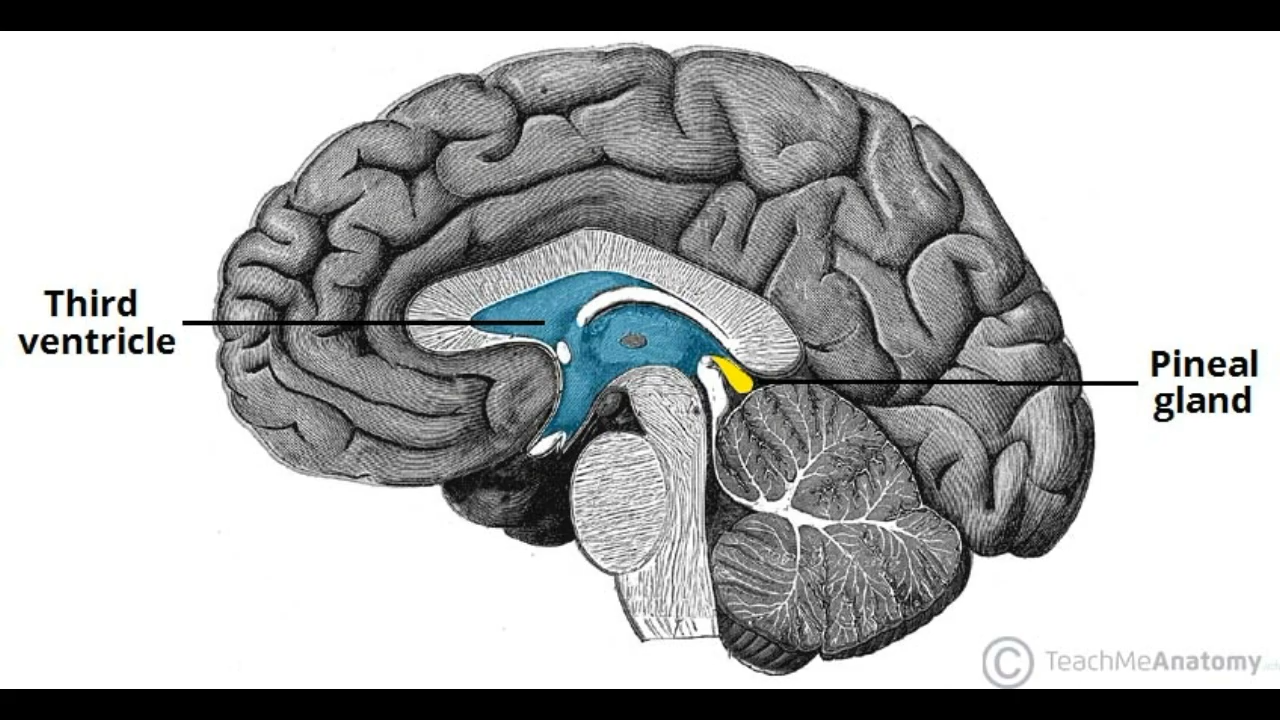 Third
ventricle
Pineal
gland
© TeachMeAnatomy